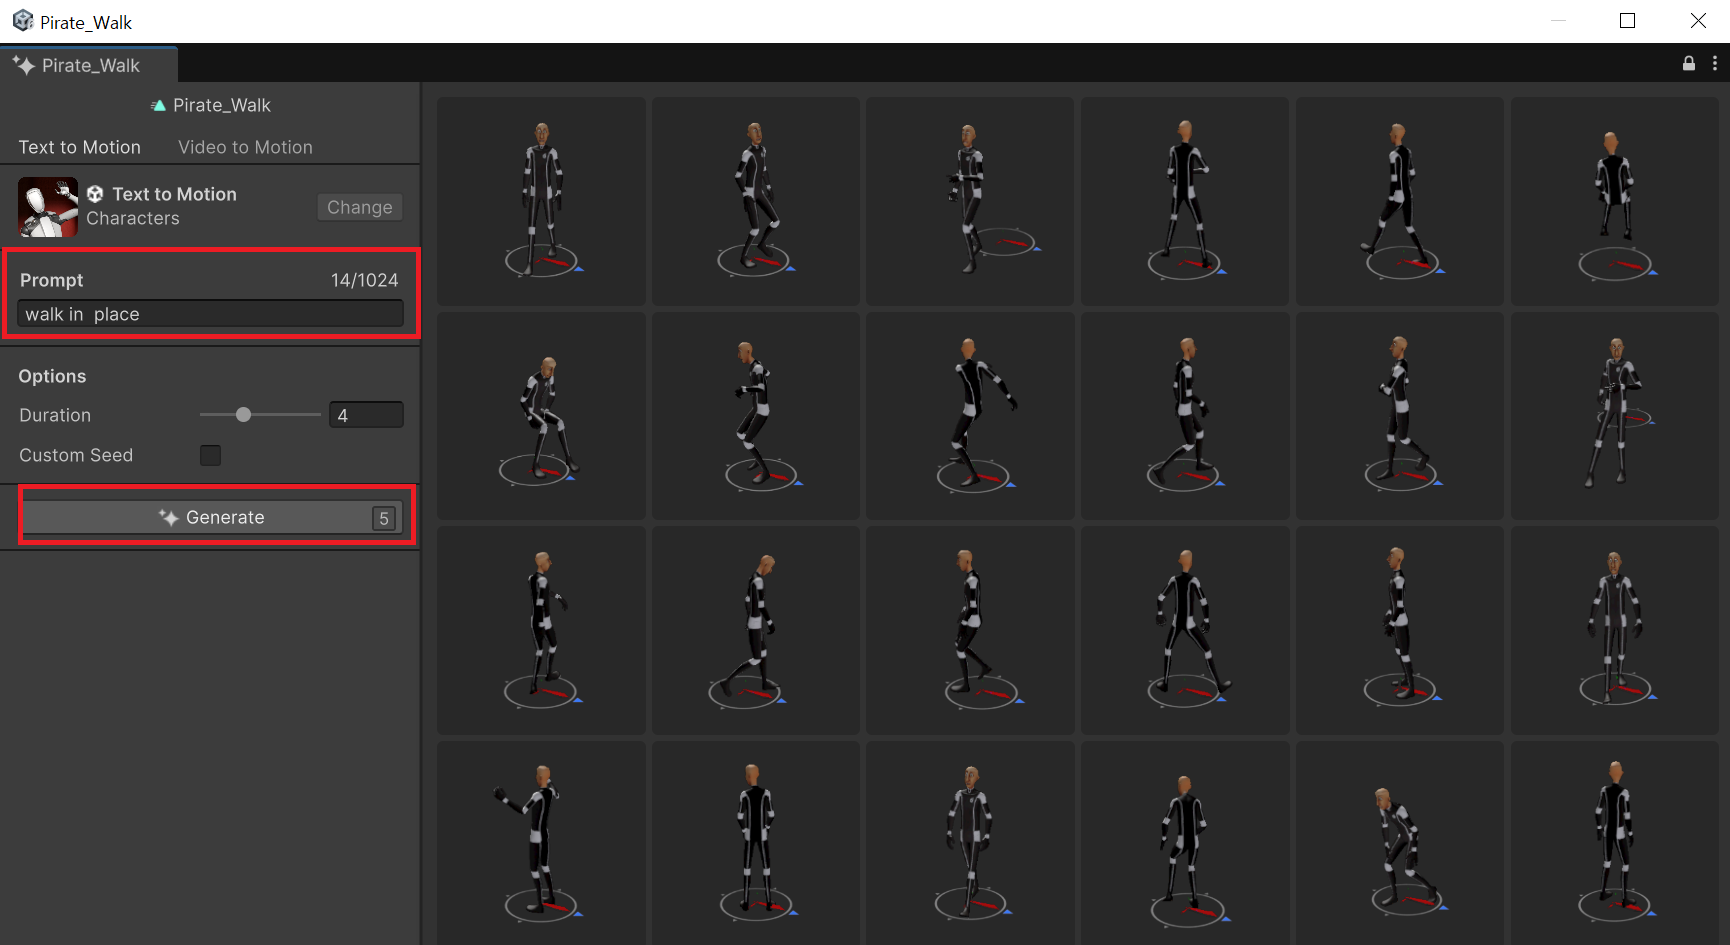 Pirate_Walk
Pirate_Walk
Pirate_Walk
Text to Motion Video to Motion
Text to Motion
Characters
Change
Prompt 14/1024
walk in  place
Options
Duration 4
Custom Seed
Generate 5